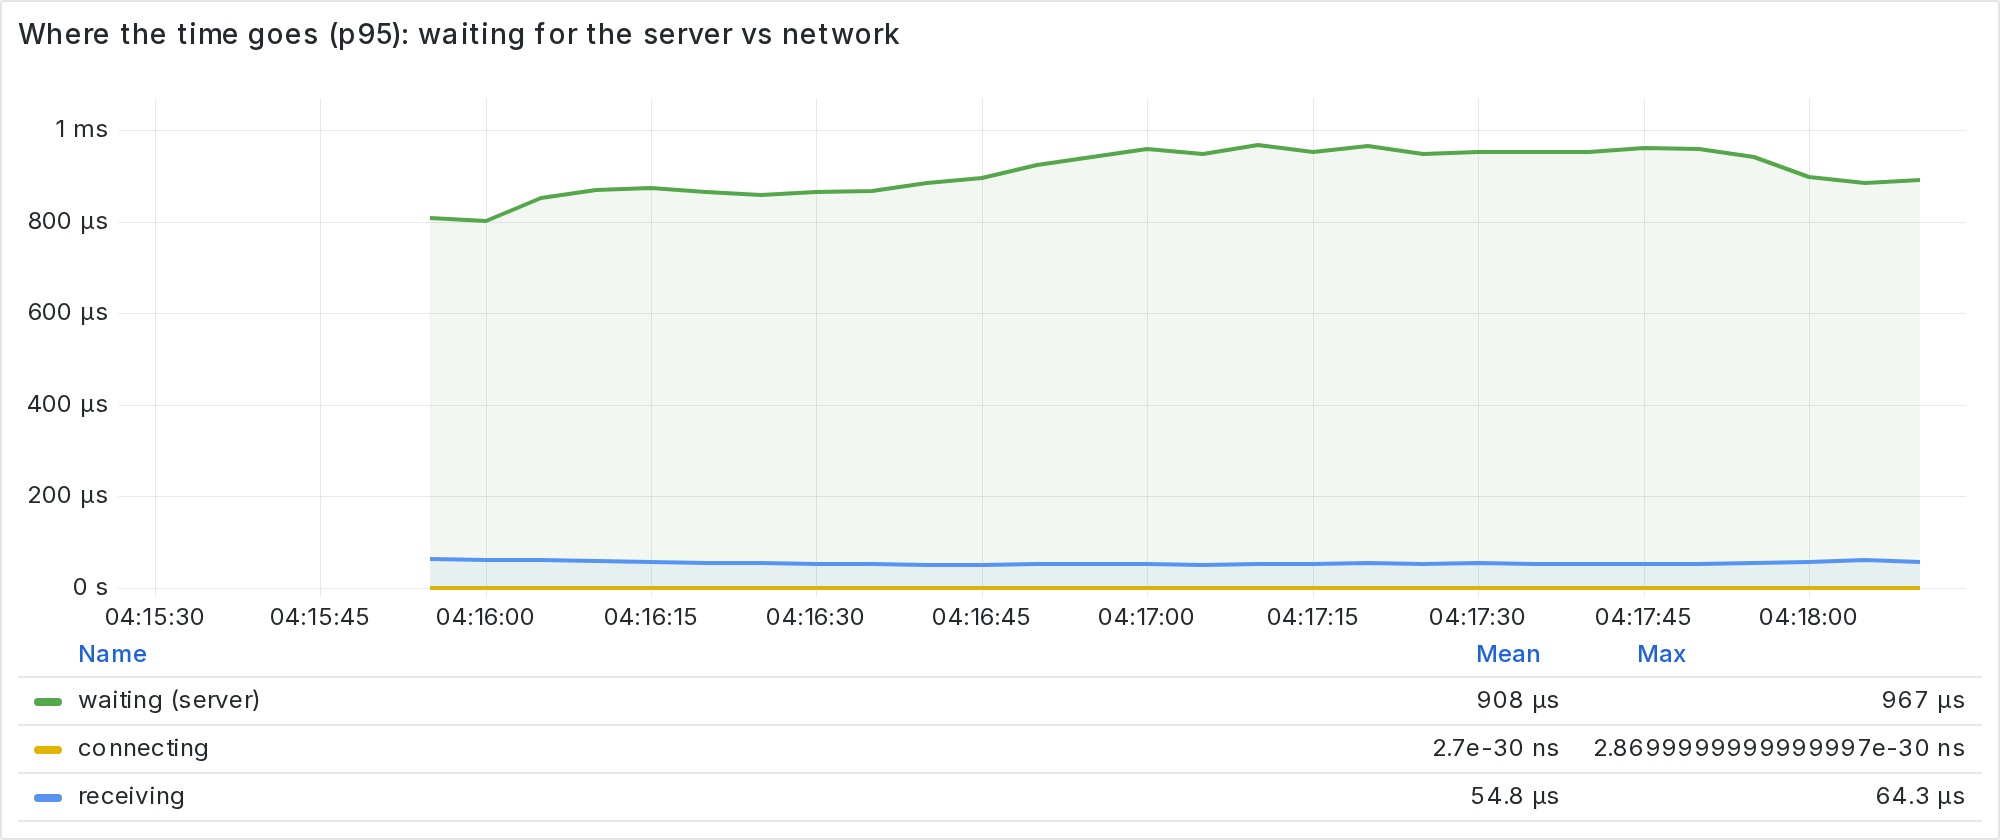 Where the time goes (p95): waiting for the server vs network
1 ms
800 µs
600 µs
400 µs
200 µs
0 s
04:15:30 04:15:45 04:16:00 04:16:15 04:16:30 04:16:45 04:17:00 04:17:15 04:17:30 04:17:45 04:18:00
Name Mean Max
waiting (server) 908 µs 967 µs
connecting 2.7e-30 ns 2.8699999999999997e-30 ns
receiving 54.8 µs 64.3 µs